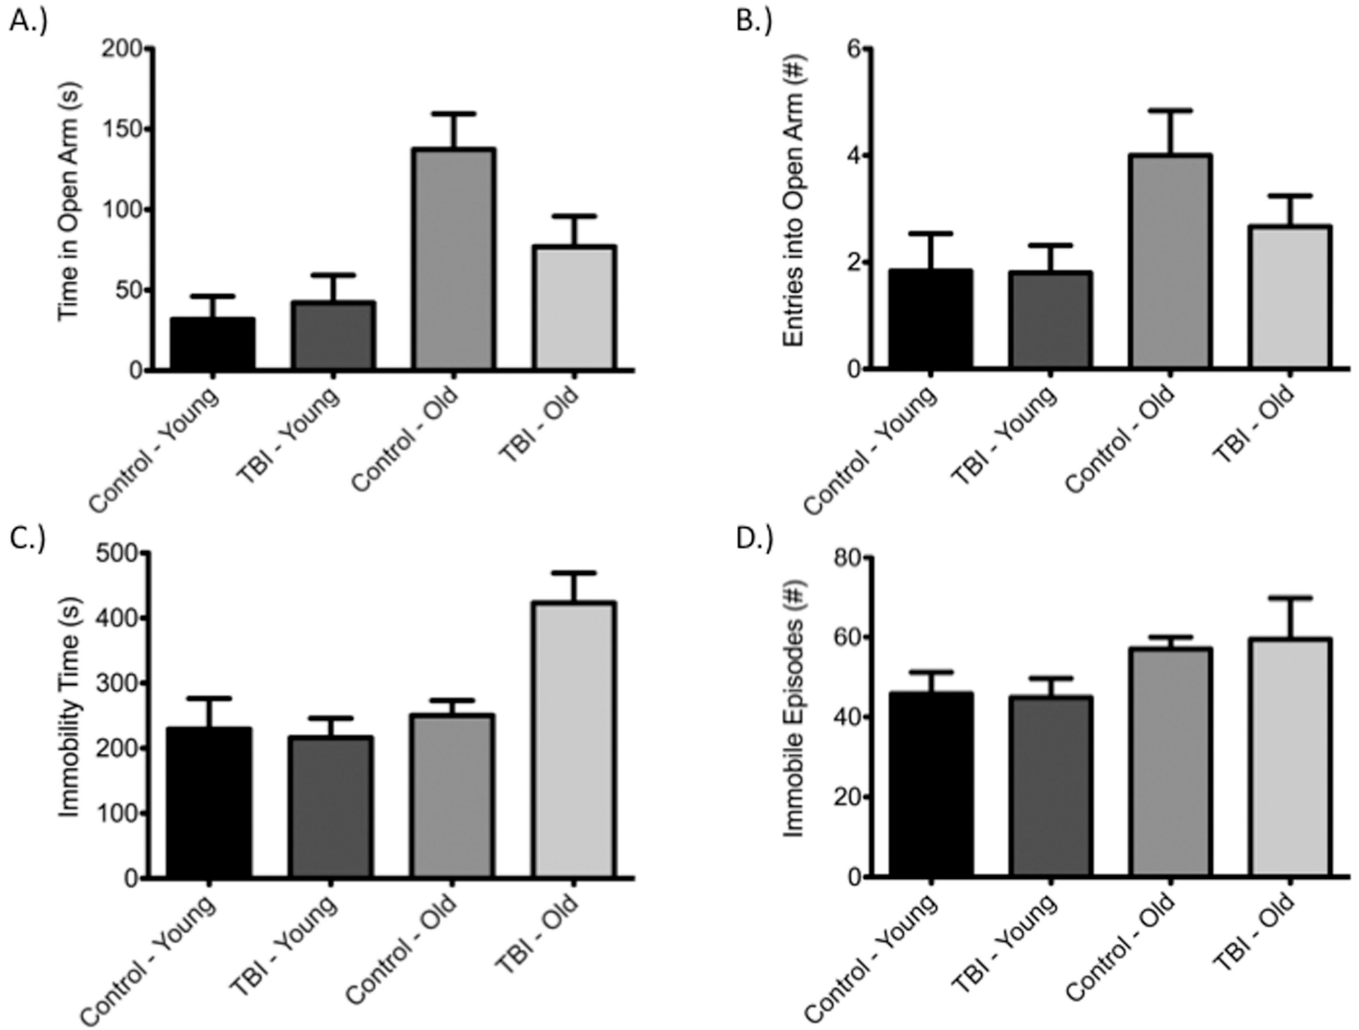 A.)
Time in Open Arm (s)
200
150
100
50
0
Control - Young
TBI - Young
Control - Old
TBI - Old
B.)
Entries into Open Arm (#)
6
4
2
0
Control - Young
TBI - Young
Control - Old
TBI - Old
C.)
Immobility Time (s)
500
400
300
200
100
0
Control - Young
TBI - Young
Control - Old
TBI - Old
D.)
Immobile Episodes (#)
80
60
40
20
0
Control - Young
TBI - Young
Control - Old
TBI - Old